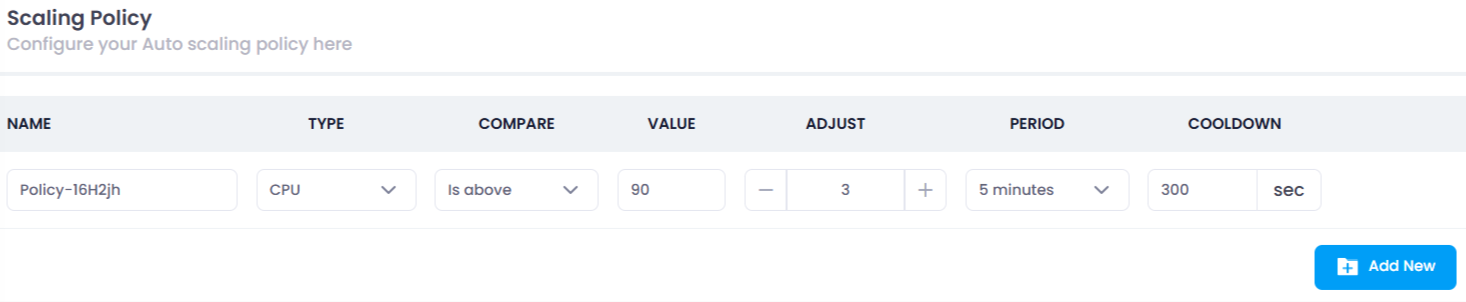 Scaling Policy
Configure your Auto scaling policy here
NAME TYPE COMPARE VALUE ADJUST PERIOD COOLDOWN
Policy-16H2jh CPU Is above 90 − 3 + 5 minutes 300 sec
Add New